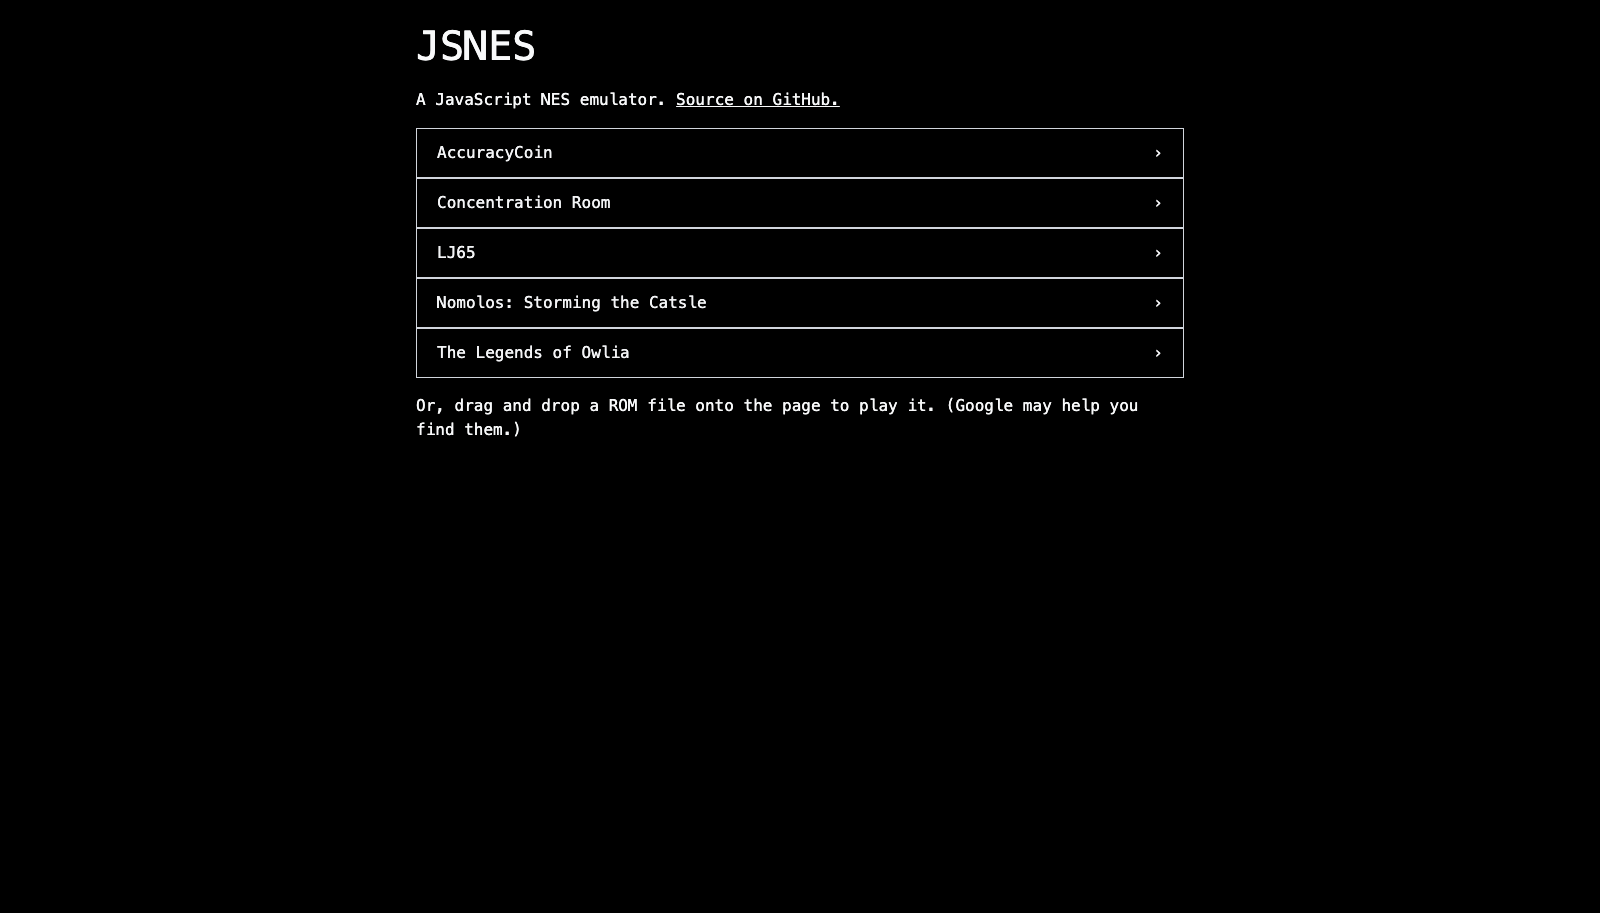 JSNES
A JavaScript NES emulator. Source on GitHub.
AccuracyCoin ›
Concentration Room ›
LJ65 ›
Nomolos: Storming the Catsle ›
The Legends of Owlia ›
Or, drag and drop a ROM file onto the page to play it. (Google may help you
find them.)